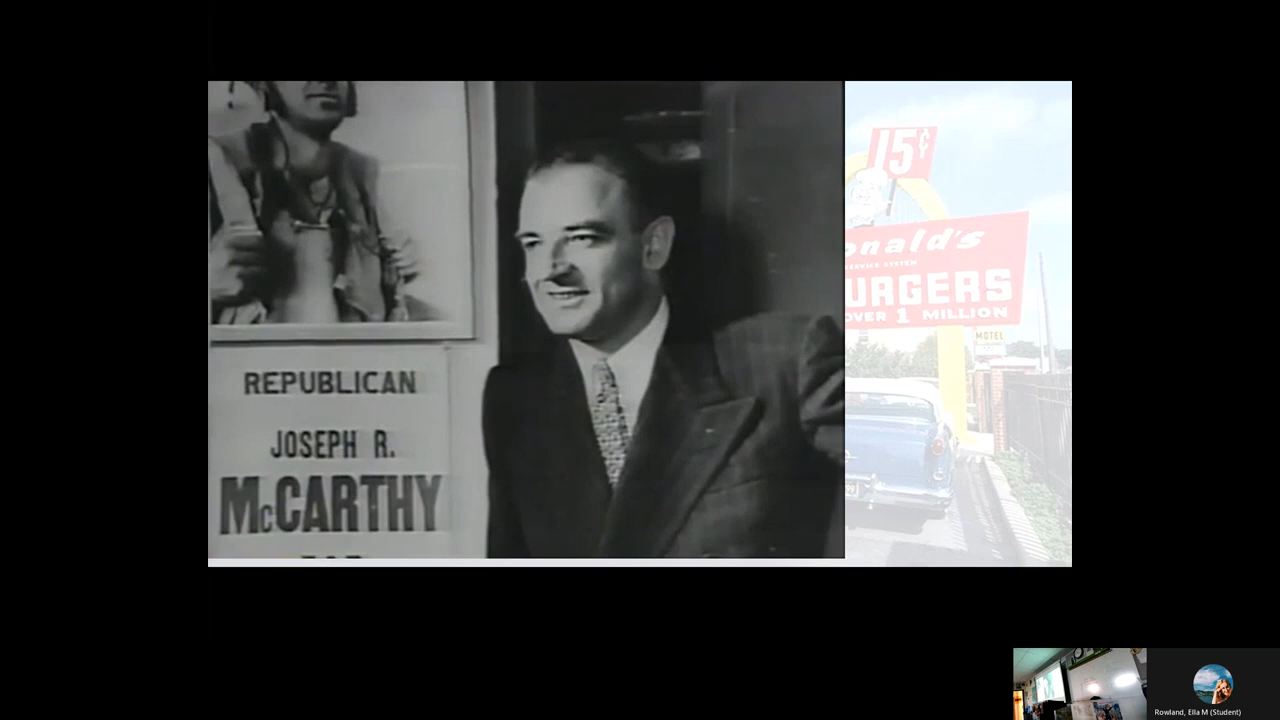 REPUBLICAN
JOSEPH R.
McCARTHY
15¢
onald's
URGERS
OVER 1 MILLION
MOTEL
Rowland, Ella M (Student)